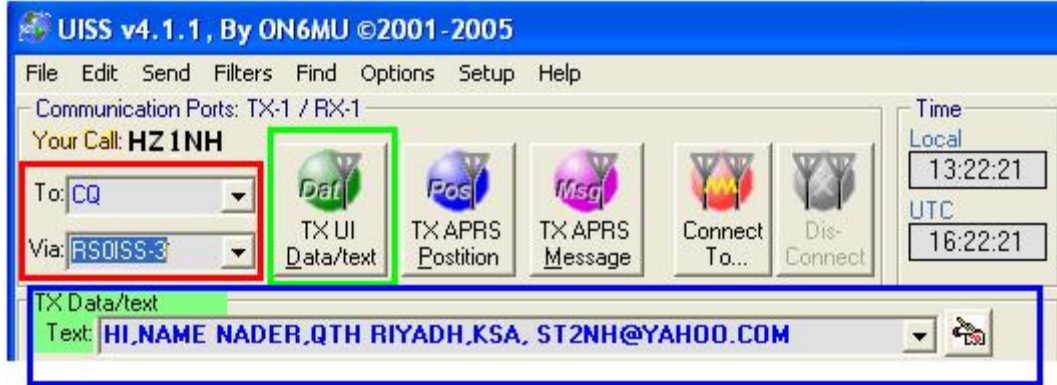 UISS v4.1.1, By ON6MU ©2001-2005
File Edit Send Filters Find Options Setup Help
Communication Ports: TX-1 / RX-1
Time
Your Call: HZ1NH
Local
13:22:21
To: CQ
UTC
16:22:21
Via: RS0ISS-3
Dat
TX UI
Data/text
Pos
TX APRS
Postition
Msg
TX APRS
Message
Connect
To...
Dis-
Connect
TX Data/text
Text: HI,NAME NADER,QTH RIYADH,KSA, ST2NH@YAHOO.COM